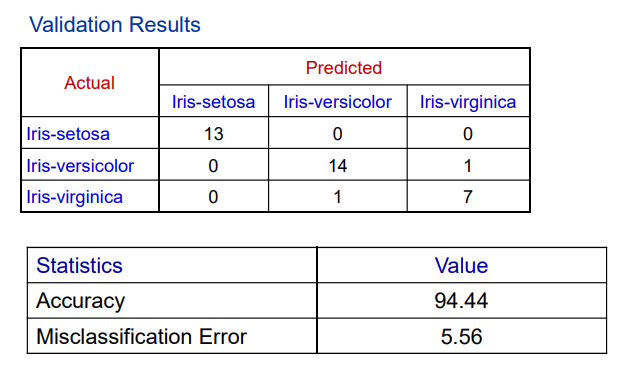 Validation Results
Actual Predicted
Iris-setosa Iris-versicolor Iris-virginica
Iris-setosa 13 0 0
Iris-versicolor 0 14 1
Iris-virginica 0 1 7
Statistics Value
Accuracy 94.44
Misclassification Error 5.56